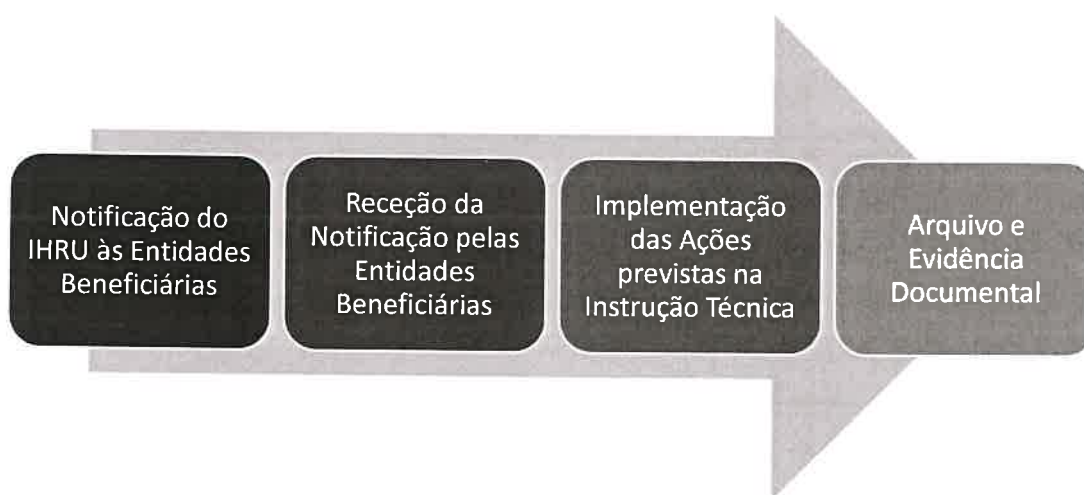 Notificação do
IHRU às Entidades
Beneficiárias
Receção da
Notificação pelas
Entidades
Beneficiárias
Implementação
das Ações
previstas na
Instrução Técnica
Arquivo e
Evidência
Documental